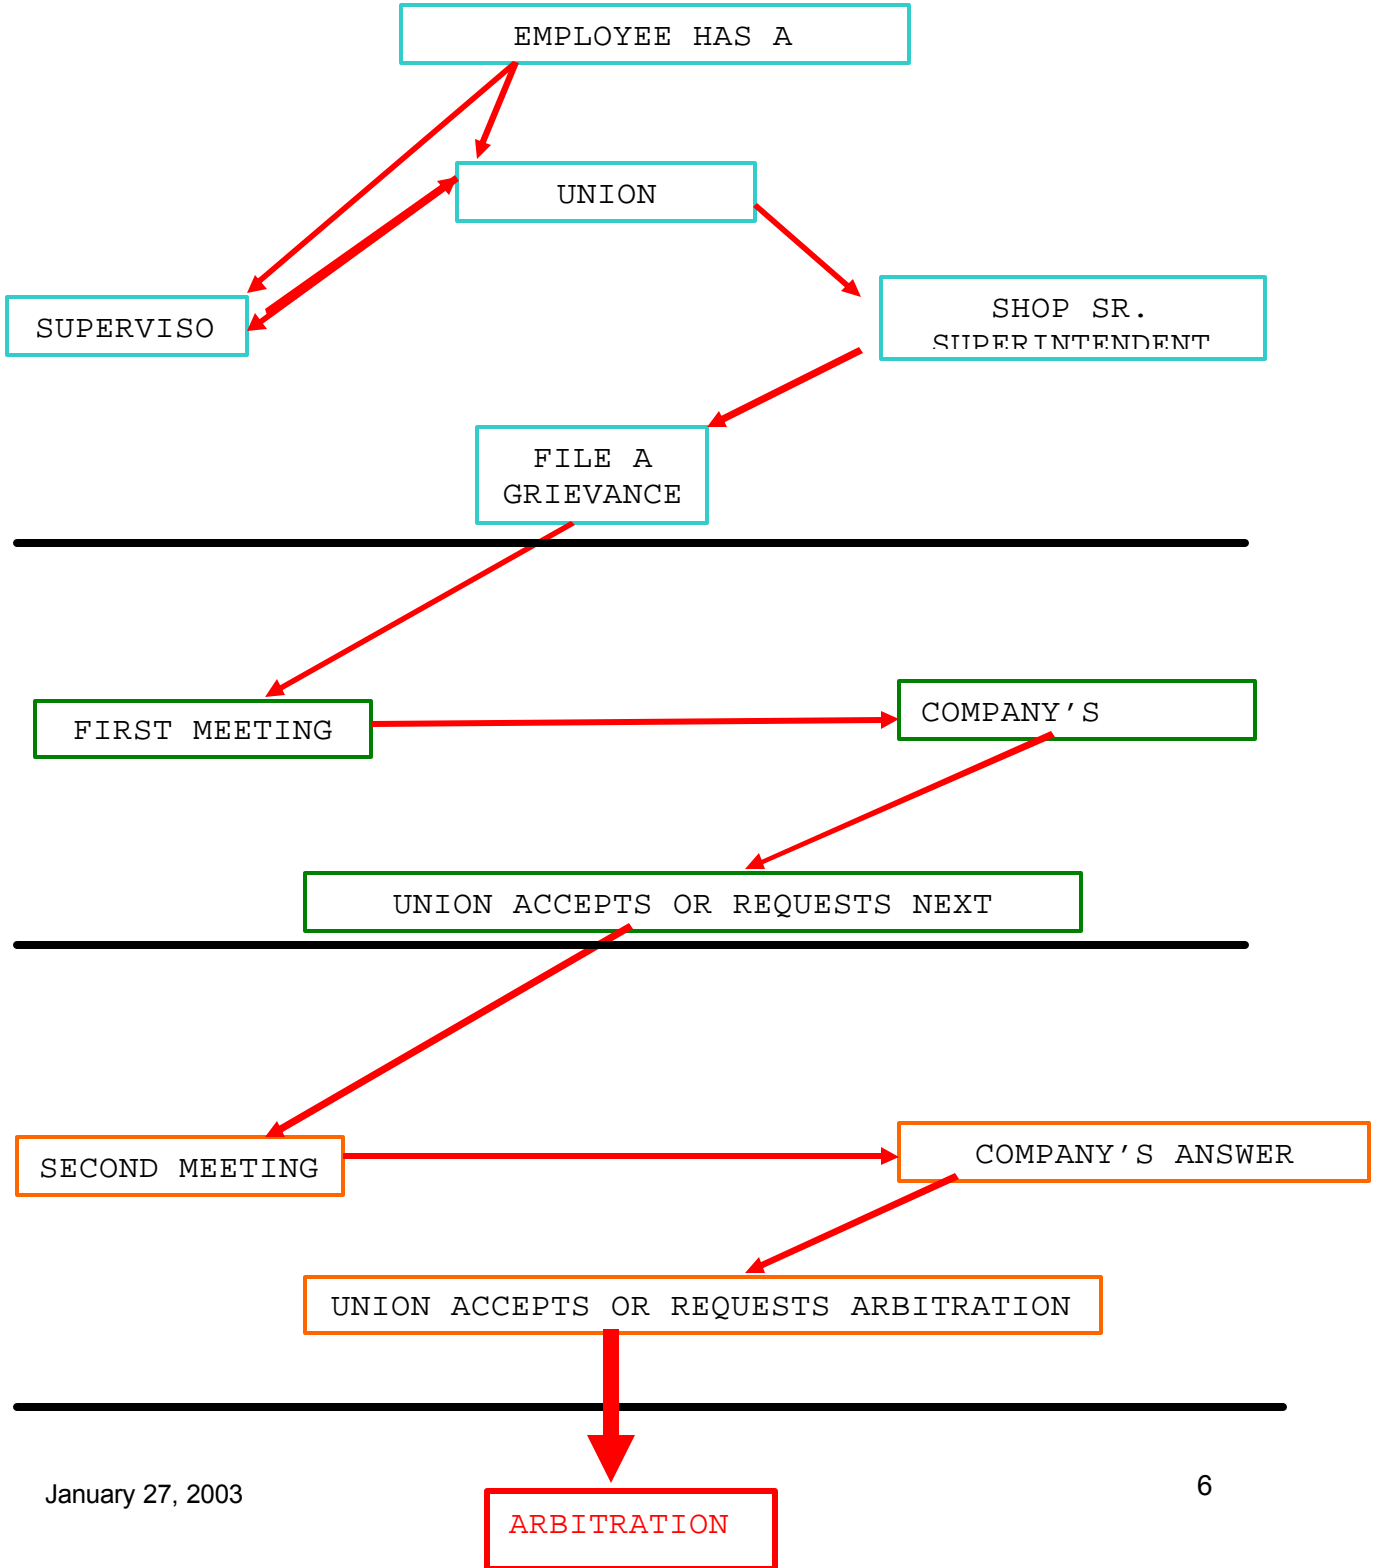 EMPLOYEE HAS A
UNION
SUPERVISO
SHOP SR.
SUPERINTENDENT
FILE A
GRIEVANCE
FIRST MEETING
COMPANY’S
UNION ACCEPTS OR REQUESTS NEXT
SECOND MEETING
COMPANY’S ANSWER
UNION ACCEPTS OR REQUESTS ARBITRATION
January 27, 2003
6
ARBITRATION